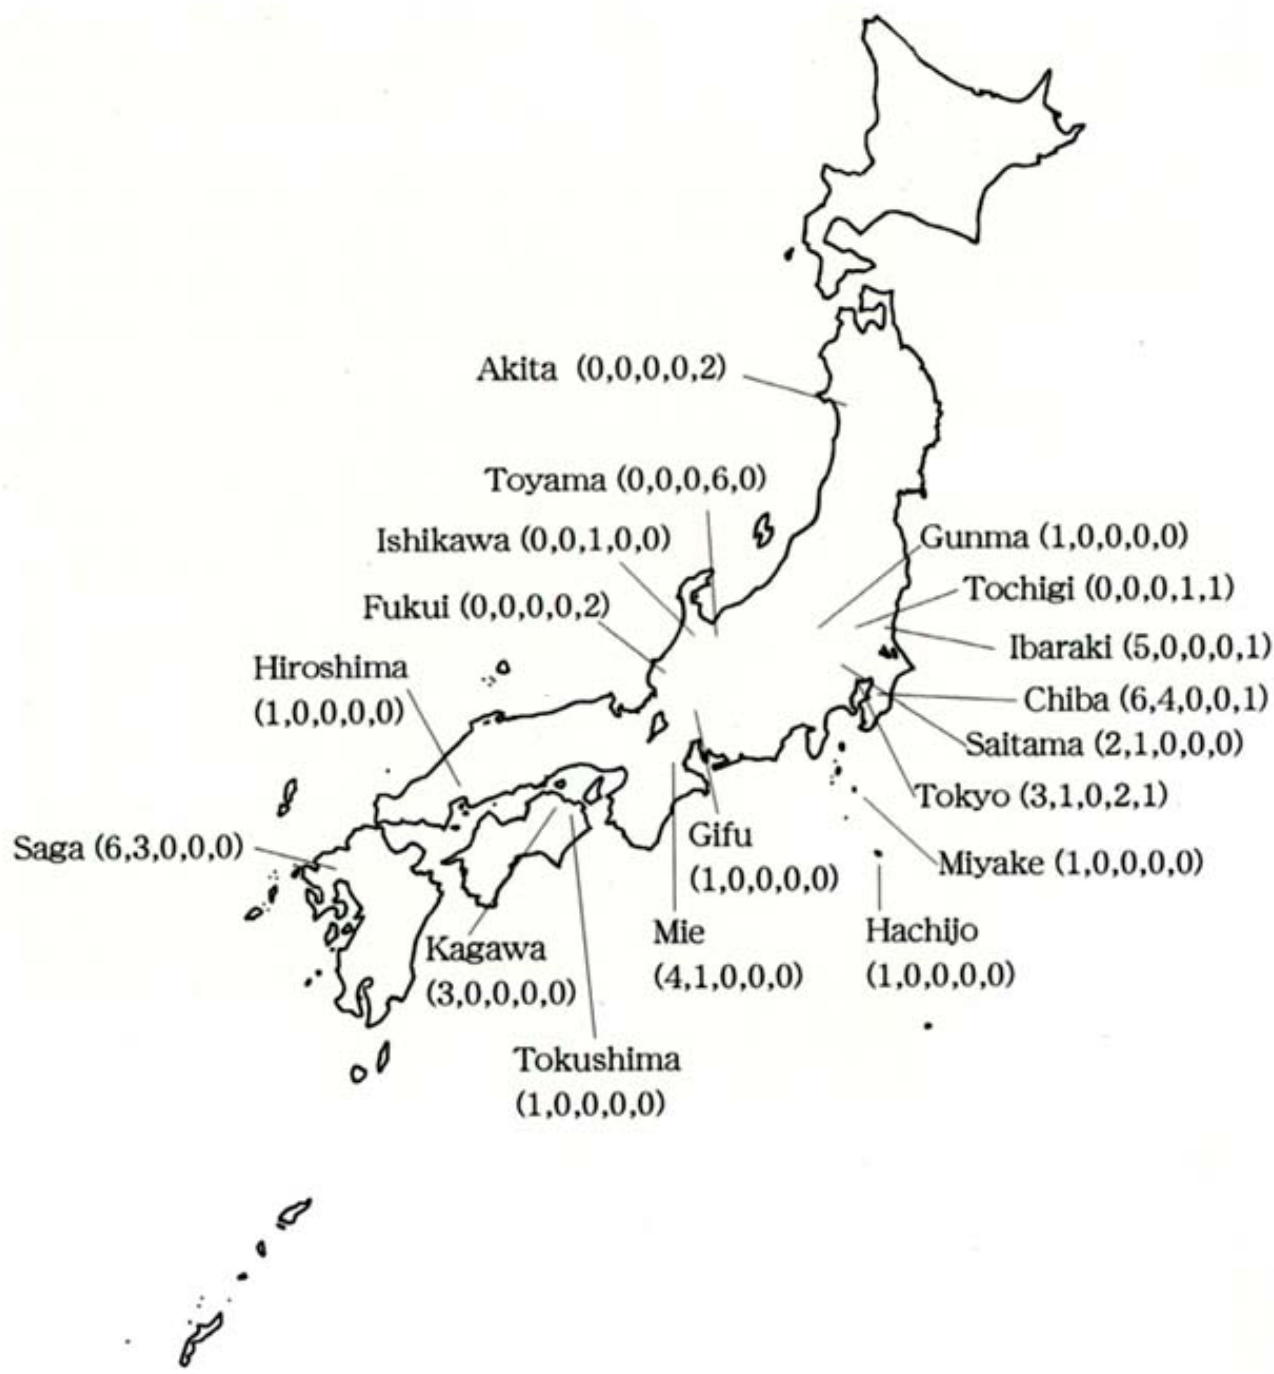 Akita (0,0,0,0,2)
Toyama (0,0,0,6,0)
Ishikawa (0,0,1,0,0)
Gunma (1,0,0,0,0)
Tochigi (0,0,0,1,1)
Fukui (0,0,0,0,2)
Ibaraki (5,0,0,0,1)
Hiroshima
(1,0,0,0,0)
Chiba (6,4,0,0,1)
Saitama (2,1,0,0,0)
Tokyo (3,1,0,2,1)
Saga (6,3,0,0,0)
Gifu
(1,0,0,0,0)
Miyake (1,0,0,0,0)
Mie
(4,1,0,0,0)
Hachijo
(1,0,0,0,0)
Kagawa
(3,0,0,0,0)
Tokushima
(1,0,0,0,0)